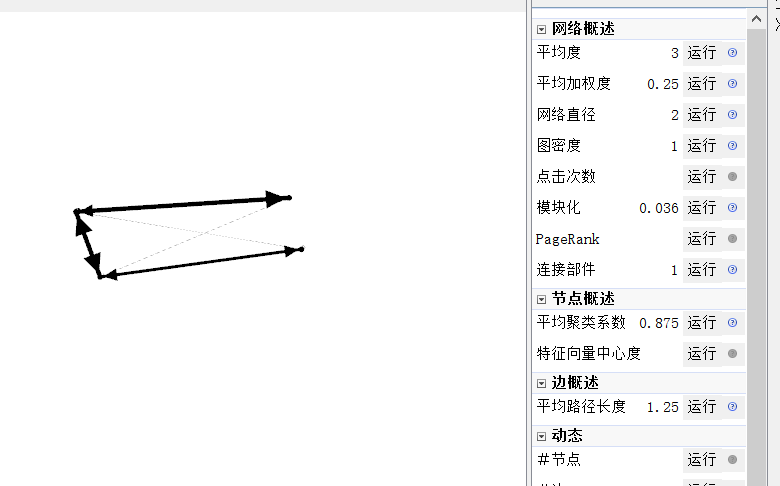 网络概述
平均度 3 运行
平均加权度 0.25 运行
网络直径 2 运行
图密度 1 运行
点击次数 运行
模块化 0.036 运行
PageRank 运行
连接部件 1 运行
节点概述
平均聚类系数 0.875 运行
特征向量中心度 运行
边概述
平均路径长度 1.25 运行
动态
#节点 运行